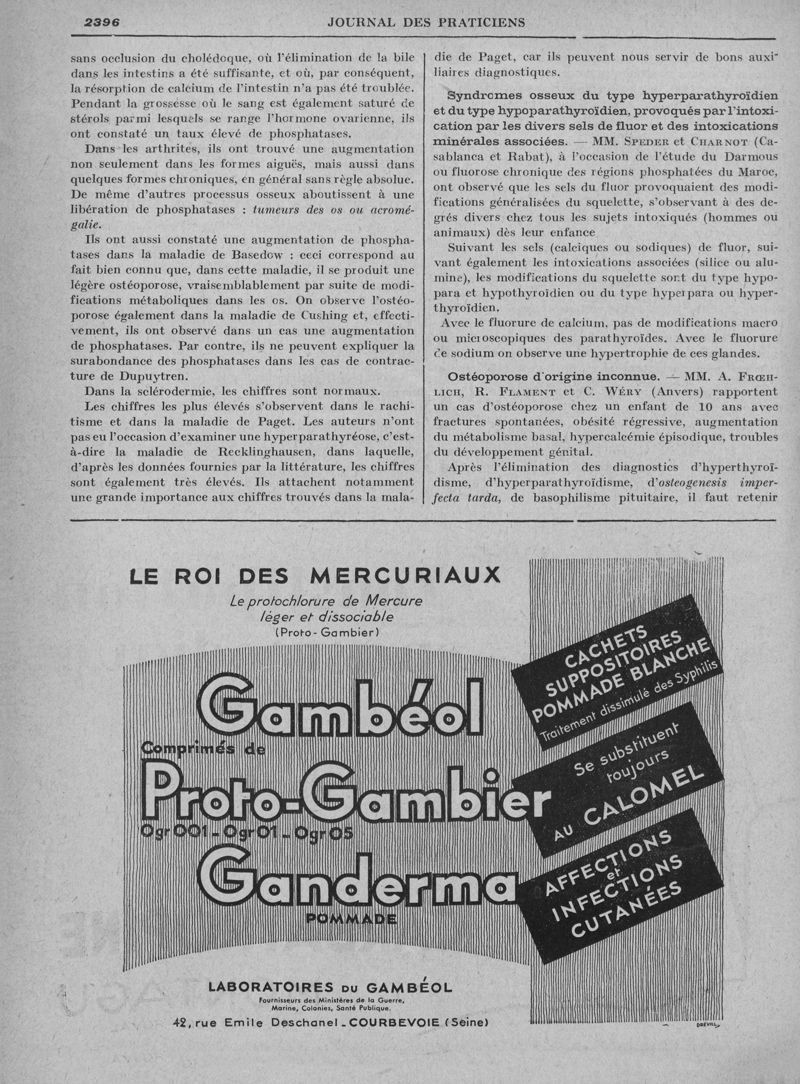 2396
JOURNAL DES PRATICIENS
sans occlusion du cholédoque, où l'élimination de la bile
dans les intestins a été suffisante, et où, par conséquent,
la résorption de calcium de l'intestin n'a pas été troublée.
Pendant la grossesse où le sang est également saturé de
stérols parmi lesquels se range l'hormone ovarienne, ils
ont constaté un taux élevé de phosphatases.
Dans les arthrites, ils ont trouvé une augmentation
non seulement dans les formes aiguës, mais aussi dans
quelques formes chroniques, en général sans règle absolue.
De même d'autres processus osseux aboutissent à une
libération de phosphatases : tumeurs des os ou acromé-
galie.
Ils ont aussi constaté une augmentation de phospha-
tases dans la maladie de Basedow : ceci correspond au
fait bien connu que, dans cette maladie, il se produit une
légère ostéoporose, vraisemblablement par suite de modi-
fications métaboliques dans les os. On observe l'ostéo-
porose également dans la maladie de Cushing et, effecti-
vement, ils ont observé dans un cas une augmentation
de phosphatases. Par contre, ils ne peuvent expliquer la
surabondance des phosphatases dans les cas de contrac-
ture de Dupuytren.
Dans la sclérodermie, les chiffres sont normaux.
Les chiffres les plus élevés s'observent dans le rachi-
tisme et dans la maladie de Paget. Les auteurs n'ont
pas eu l'occasion d'examiner une hyperparathyréose, c'est-
à-dire la maladie de Recklinghausen, dans laquelle,
d'après les données fournies par la littérature, les chiffres
sont également très élevés. Ils attachent notamment
une grande importance aux chiffres trouvés dans la mala-
die de Paget, car ils peuvent nous servir de bons auxi-
liaires diagnostiques.
Syndromes osseux du type hyperparathyroïdien
et du type hypoparathyroïdien, provoqués par l'intoxi-
cation par les divers sels de fluor et des intoxications
minérales associées. — MM. SPEDER et CHARNOT (Ca-
sablanca et Rabat), à l'occasion de l'étude du Darmous
ou fluorose chronique des régions phosphatées du Maroc,
ont observé que les sels du fluor provoquaient des modi-
fications généralisées du squelette, s'observant à des de-
grés divers chez tous les sujets intoxiqués (hommes ou
animaux) dès leur enfance
Suivant les sels (calciques ou sodiques) de fluor, sui-
vant également les intoxications associées (silice ou alu-
mine), les modifications du squelette sont du type hypo-
para et hypothyroïdien ou du type hyperpara ou hyper-
thyroïdien.
Avec le fluorure de calcium, pas de modifications macro
ou microscopiques des parathyroïdes. Avec le fluorure
de sodium on observe une hypertrophie de ces glandes.
Ostéoporose d'origine inconnue. — MM. A. FRŒH-
LICH, R. FLAMENT et C. WÉRY (Anvers) rapportent
un cas d'ostéoporose chez un enfant de 10 ans avec
fractures spontanées, obésité régressive, augmentation
du métabolisme basal, hypercalcémie épisodique, troubles
du développement génital.
Après l'élimination des diagnostics d'hyperthyroï-
disme, d'hyperparathyroïdisme, d'osteogenesis imper-
fecta tarda, de basophilisme pituitaire, il faut retenir
LE ROI DES MERCURIAUX
Le protochlorure de Mercure
léger et dissociable
(Proto-Gambier)
Gambéol
CACHETS
SUPPOSITOIRES
POMMADE BLANCHE
Traitement dissimulé des Syphilis
Comprimés de
Proto-Gambier
0gr001 - 0gr01 - 0gr05
Se substituent
toujours
AU CALOMEL
Ganderma
POMMADE
AFFECTIONS
et
INFECTIONS
CUTANÉES
LABORATOIRES DU GAMBÉOL
Fournisseurs des Ministères de la Guerre,
Marine, Colonies, Santé Publique.
42, rue Emile Deschanel - COURBEVOIE (Seine)